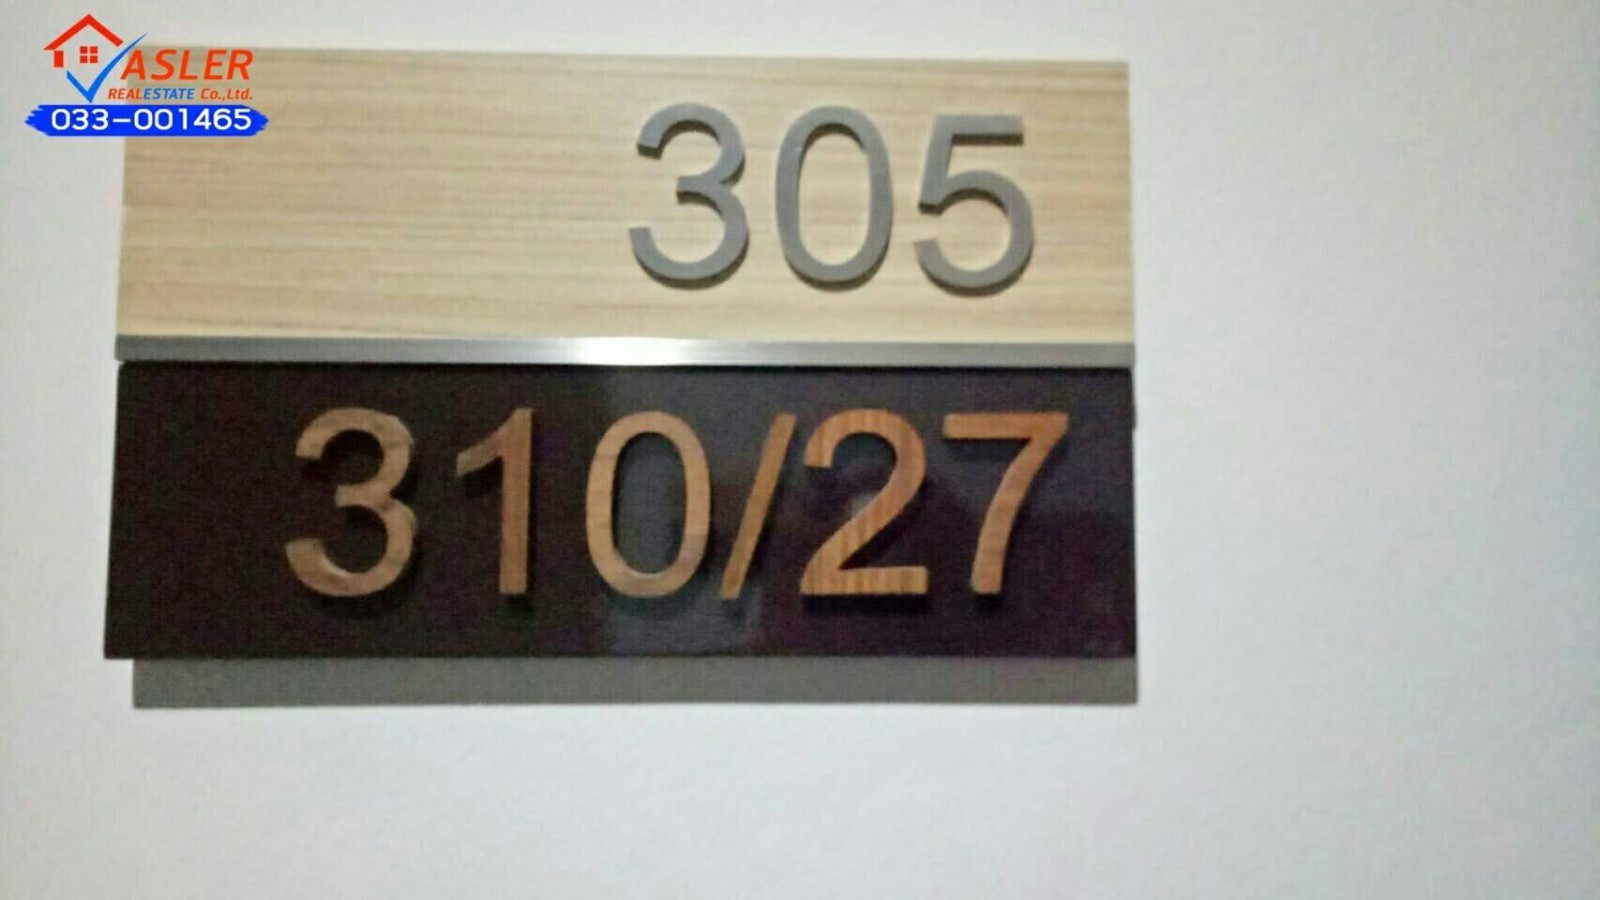 ASLER
REALESTATE Co.,Ltd.
033-001465
305
310/27